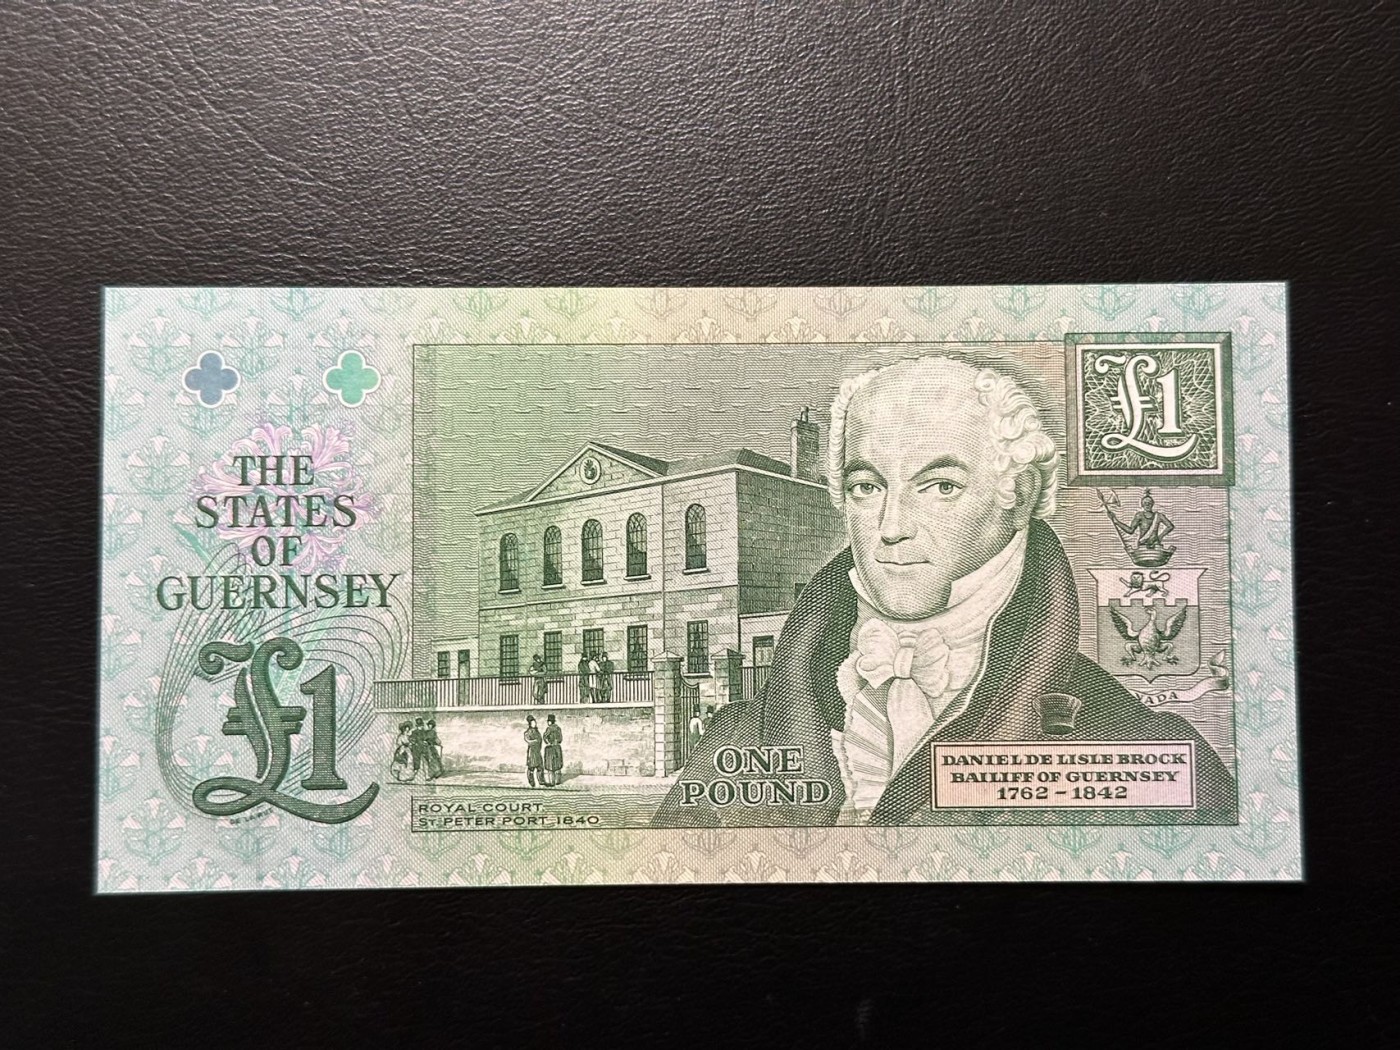 THE
STATES
OF
GUERNSEY
£1
ROYAL COURT,
ST PETER PORT 1840
ONE
POUND
£1
DANIEL DE LISLE BROCK
BAILIFF OF GUERNSEY
1762 - 1842